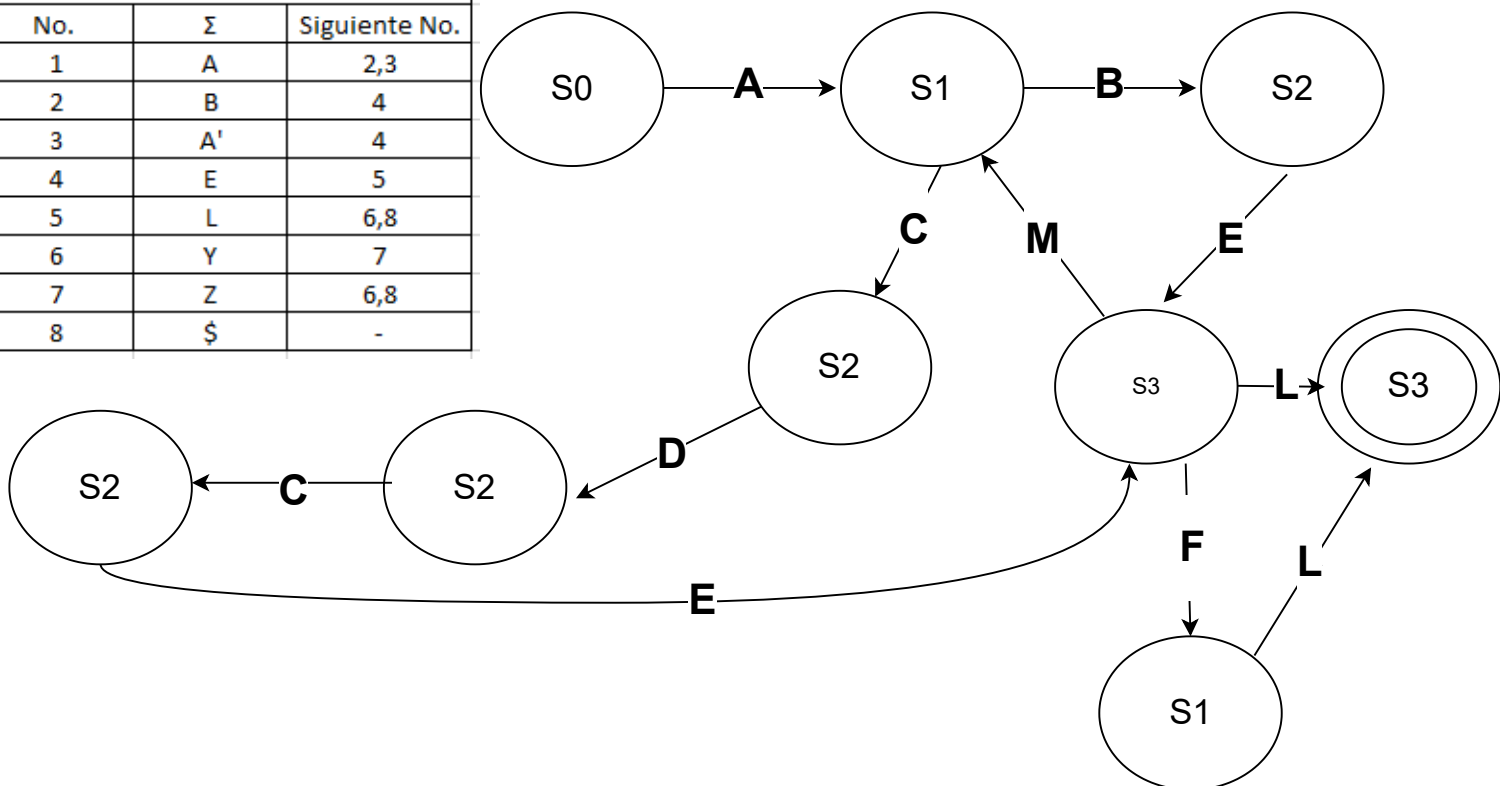 No. Σ Siguiente No.
1 A 2,3
2 B 4
3 A' 4
4 E 5
5 L 6,8
6 Y 7
7 Z 6,8
8 $ -
S0 A S1 B S2
C M E
S2 S3 L S3
D
S2 C S2
E
F L
S1